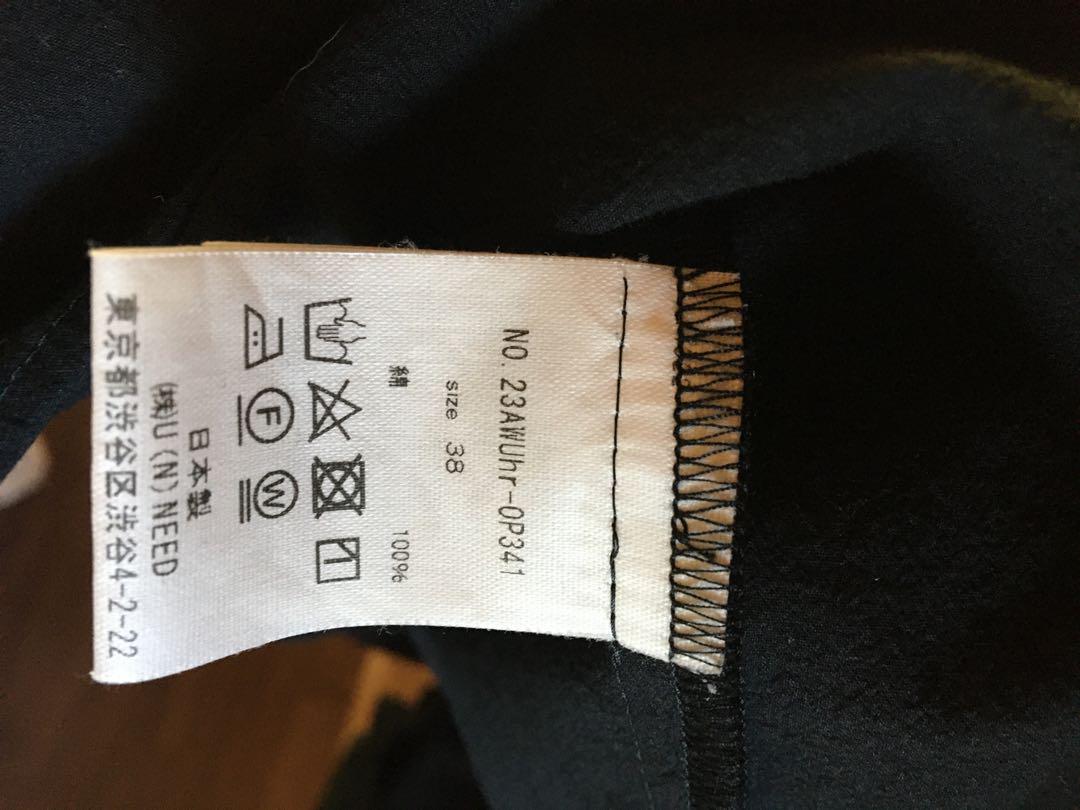 NO. 23AWUhr-OP341
size 38
綿 100%
F
W
日本製
(株)U(N)NEED
東京都渋谷区渋谷4-2-22